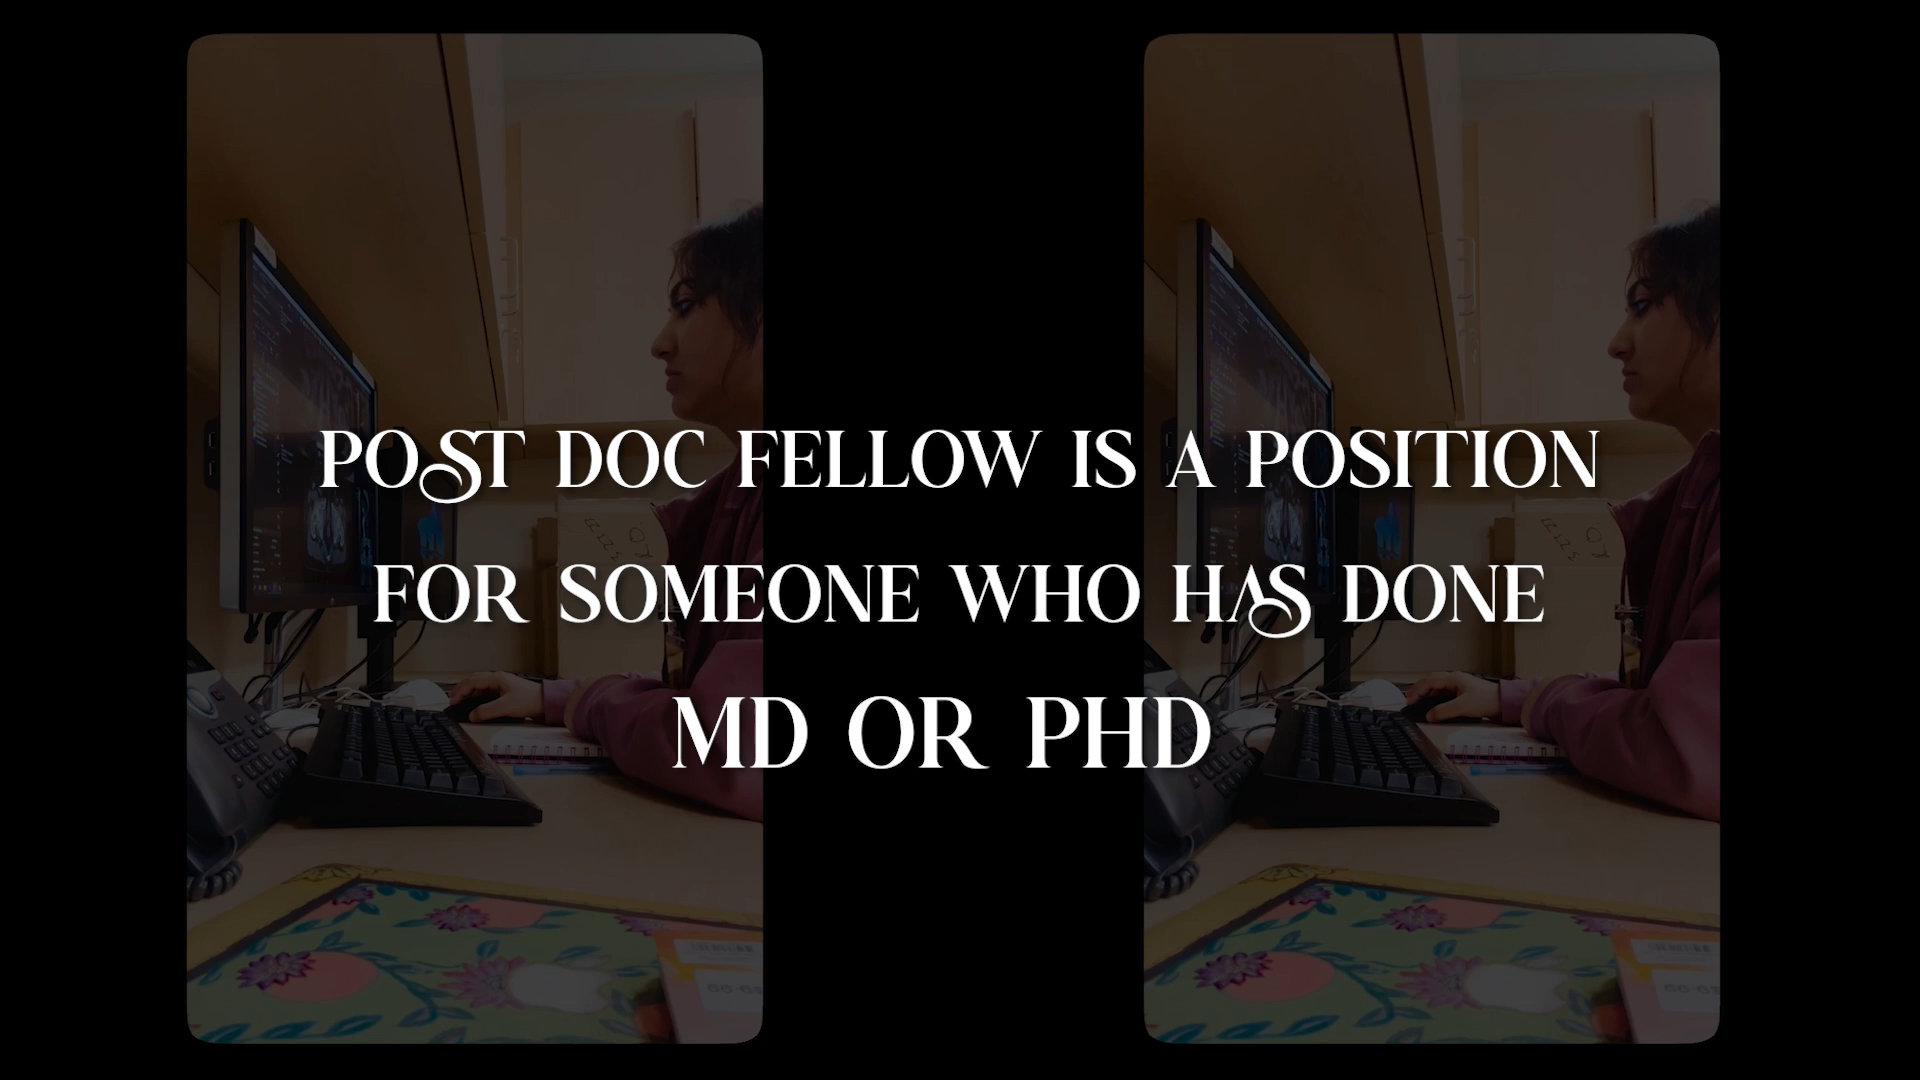 POST DOC FELLOW IS A POSITION
FOR SOMEONE WHO HAS DONE
MD OR PHD